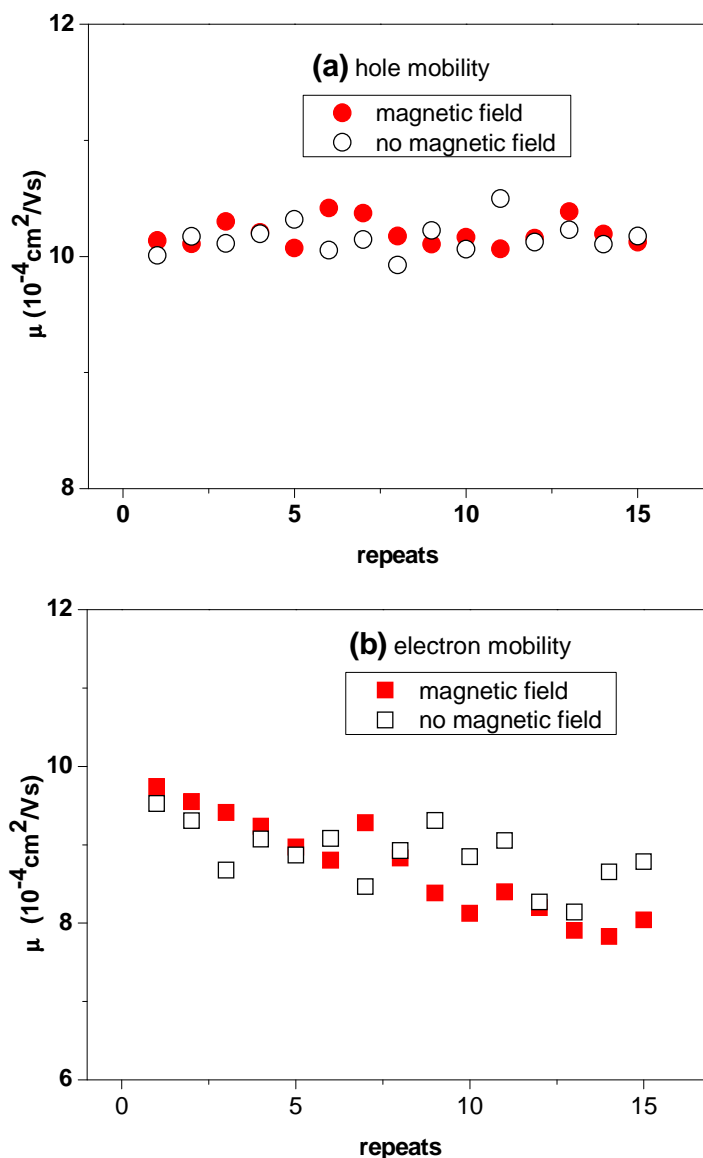 12
(a) hole mobility
magnetic field
no magnetic field
10
μ (10⁻⁴cm²/Vs)
8
0 5 10 15
repeats
12
(b) electron mobility
magnetic field
no magnetic field
10
μ (10⁻⁴cm²/Vs)
8
6
0 5 10 15
repeats